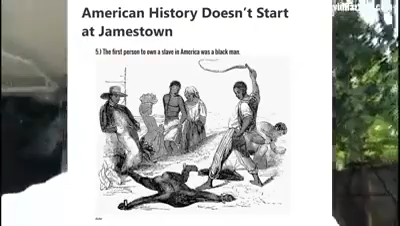 American History Doesn’t Start
at Jamestown
5.) The first person to own a slave in America was a black man.